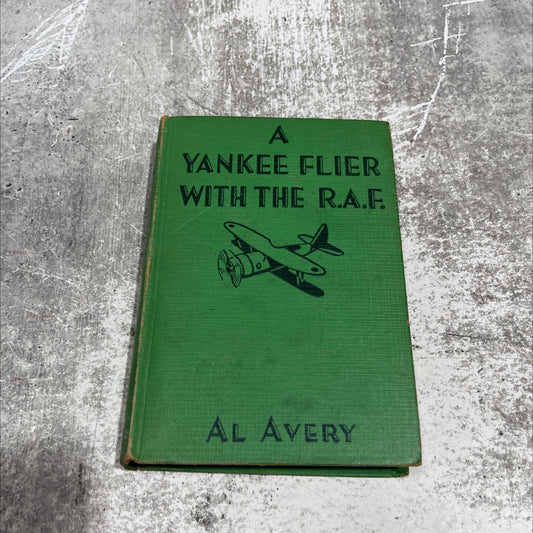 A
YANKEE FLIER
WITH THE R.A.F.
AL AVERY